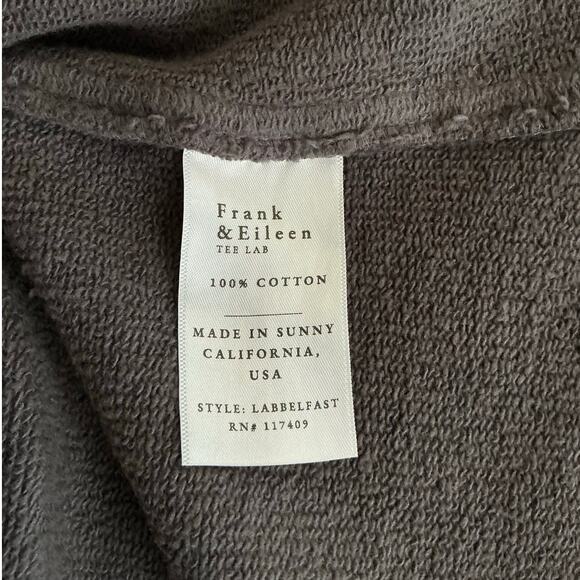 Frank
& Eileen
TEE LAB
100% COTTON
MADE IN SUNNY
CALIFORNIA,
USA
STYLE: LABBELFAST
RN# 117409